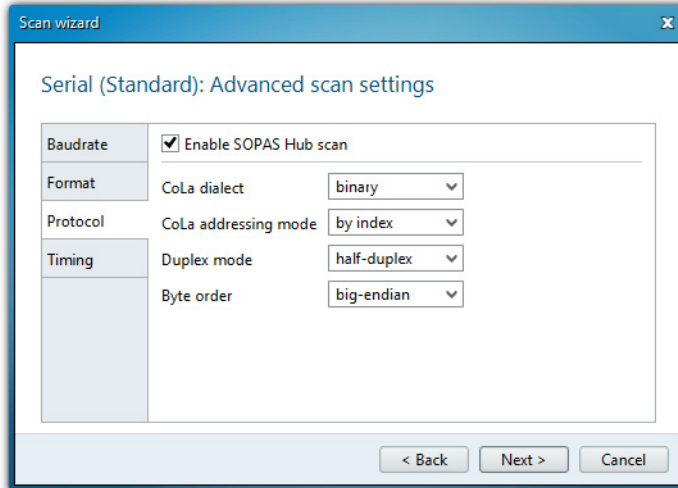 Scan wizard
Serial (Standard): Advanced scan settings
Baudrate
Format
Protocol
Timing
Enable SOPAS Hub scan
CoLa dialect binary
CoLa addressing mode by index
Duplex mode half-duplex
Byte order big-endian
< Back Next > Cancel